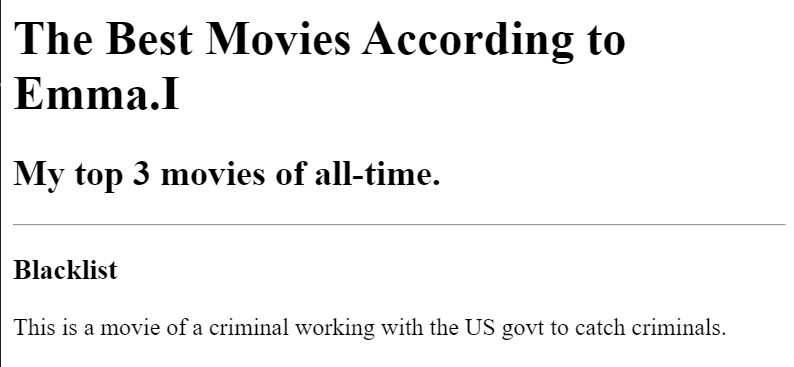 The Best Movies According to
Emma.I
My top 3 movies of all-time.
Blacklist
This is a movie of a criminal working with the US govt to catch criminals.